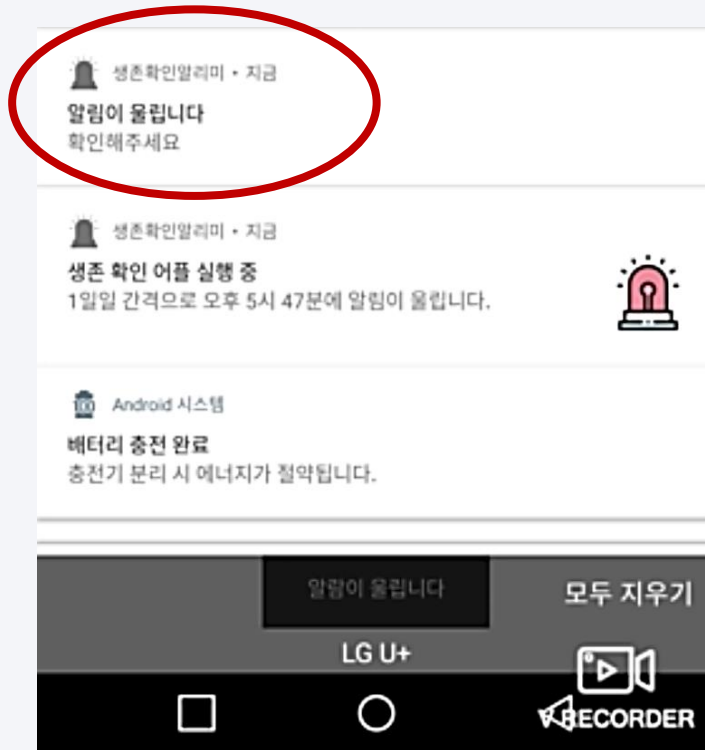 생존확인알리미 • 지금
알림이 울립니다
확인해주세요
생존확인알리미 • 지금
생존 확인 어플 실행 중
1일일 간격으로 오후 5시 47분에 알림이 울립니다.
100
Android 시스템
배터리 충전 완료
충전기 분리 시 에너지가 절약됩니다.
알람이 울립니다
모두 지우기
LG U+
RECORDER